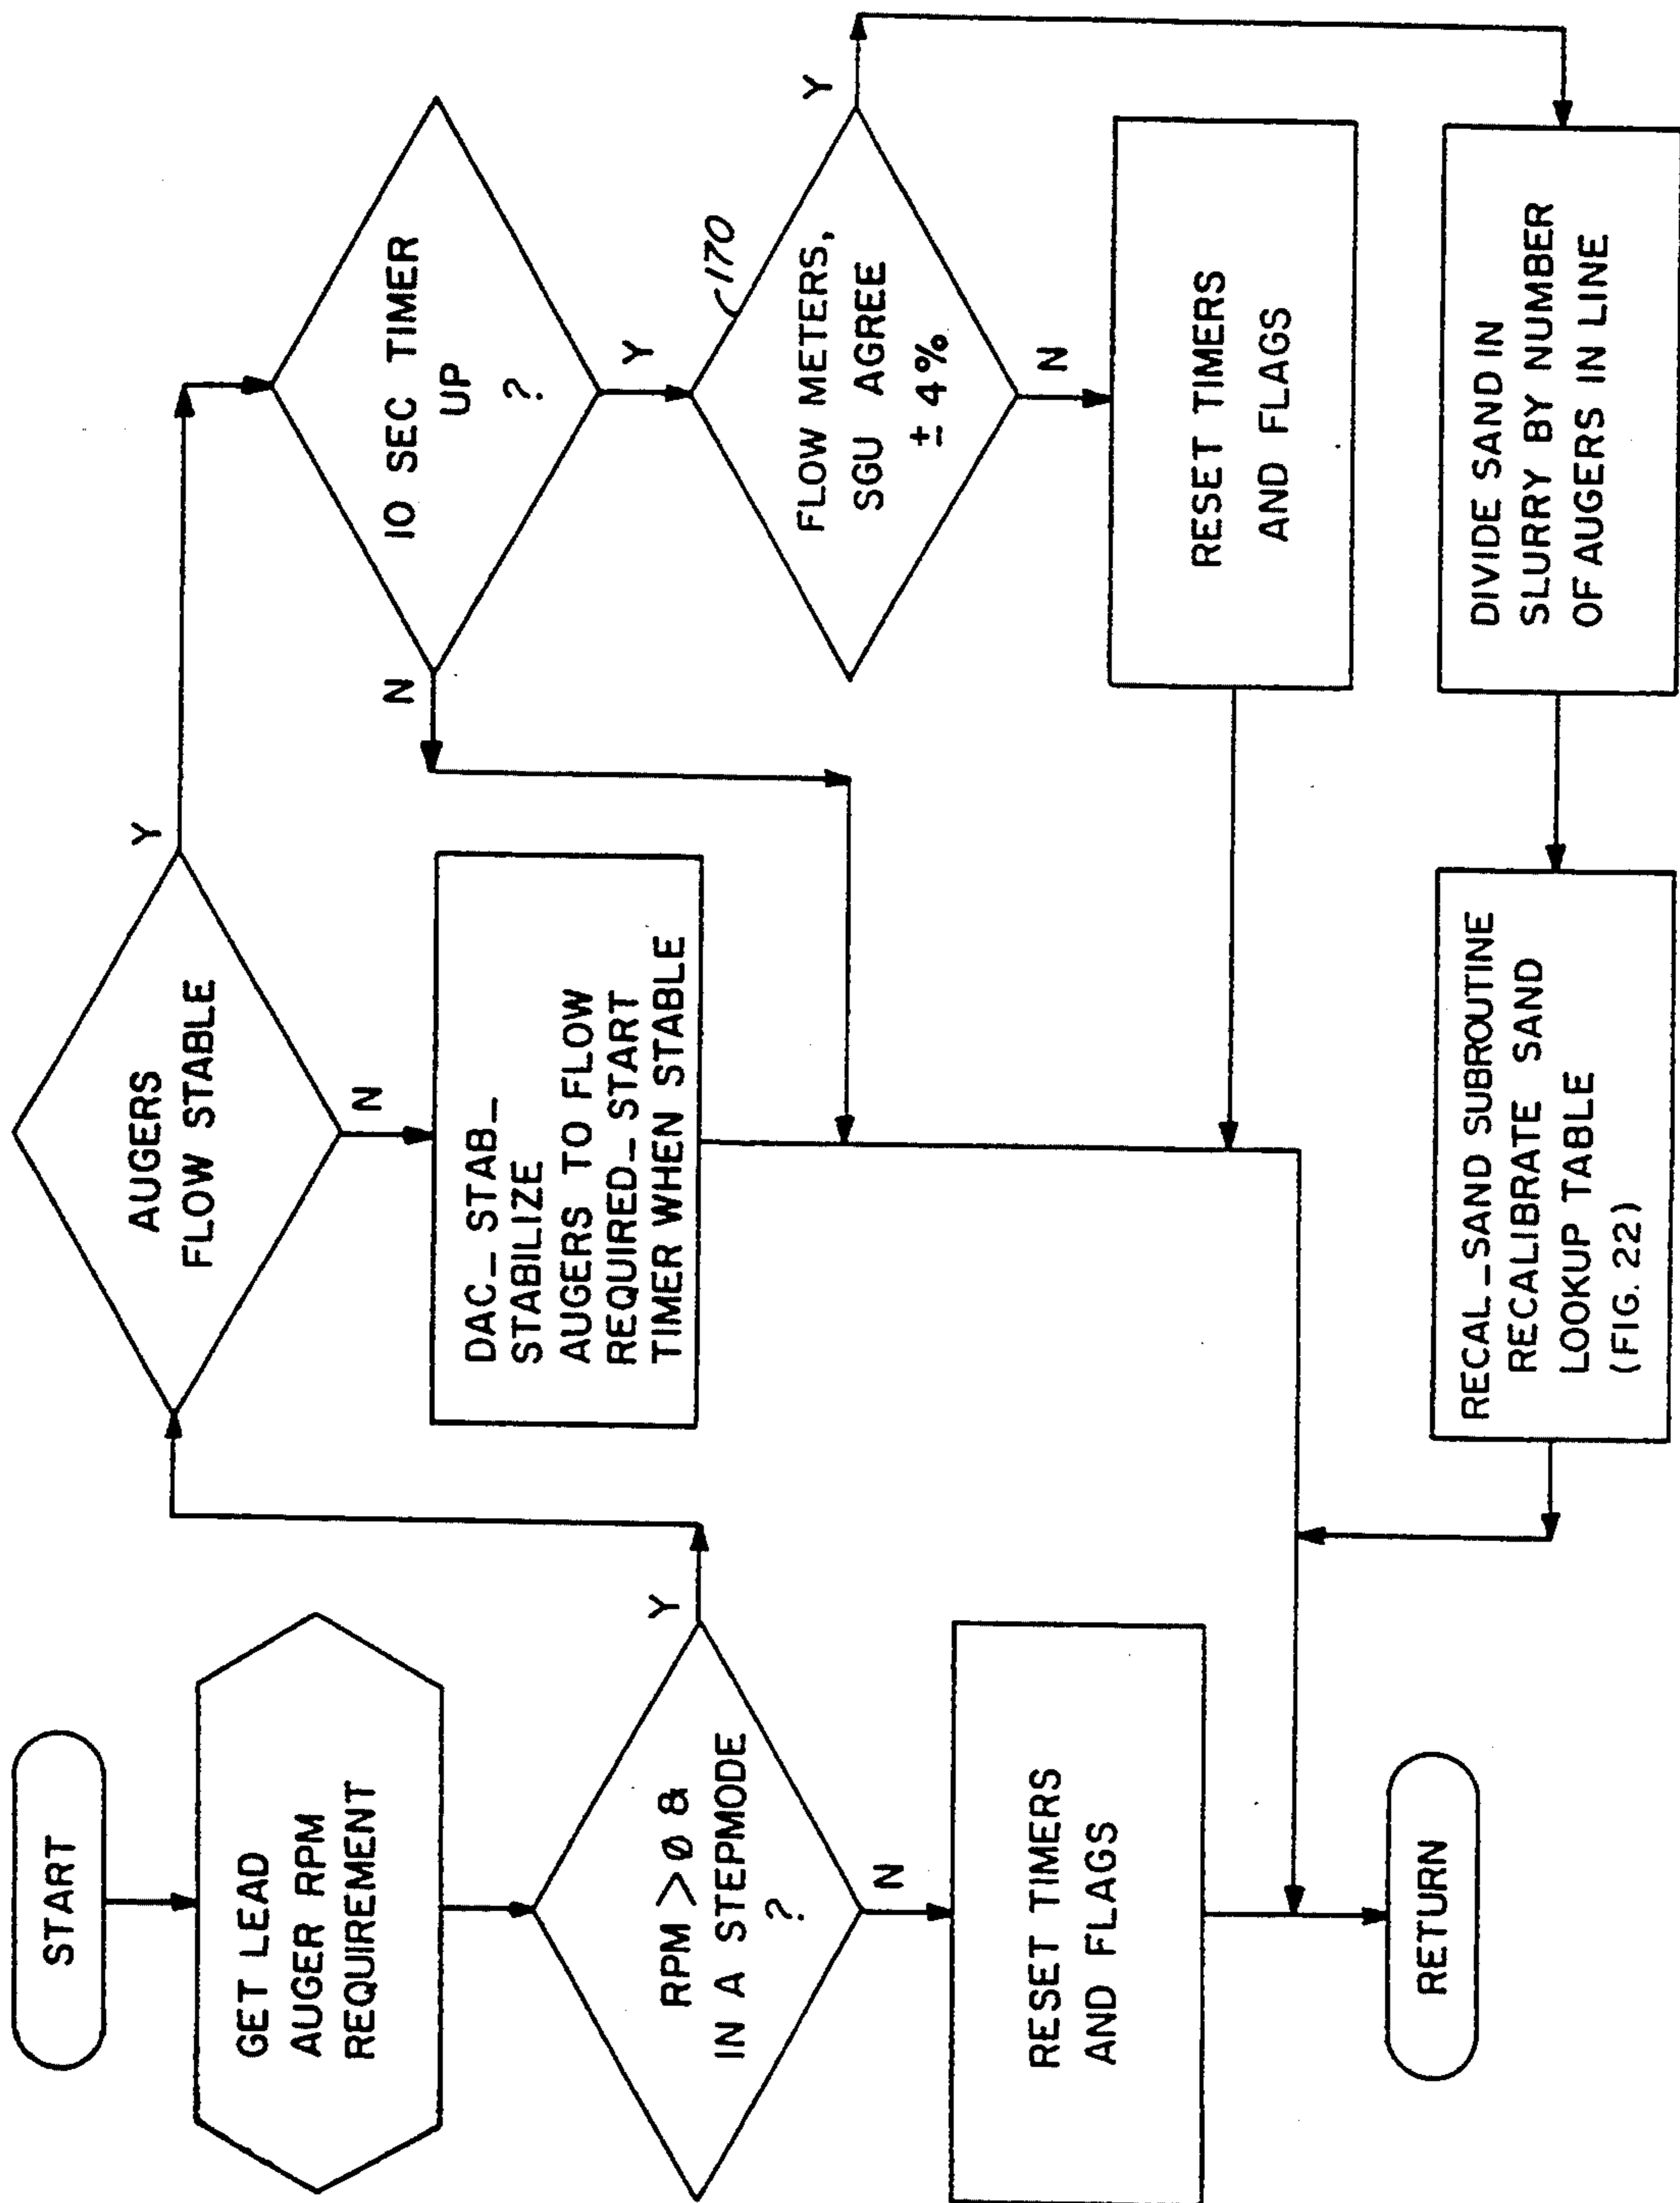 START
GET LEAD
AUGER RPM
REQUIREMENT
RPM > Ø &
IN A STEPMODE
?
Y
N
RESET TIMERS
AND FLAGS
RETURN
AUGERS
FLOW STABLE
Y
N
DAC_STAB_
STABILIZE
AUGERS TO FLOW
REQUIRED_START
TIMER WHEN STABLE
RECAL_SAND SUBROUTINE
RECALIBRATE SAND
LOOKUP TABLE
(FIG. 22)
10 SEC TIMER
UP
?
N
Y
170
FLOW METERS,
SGU AGREE
± 4%
Y
N
RESET TIMERS
AND FLAGS
DIVIDE SAND IN
SLURRY BY NUMBER
OF AUGERS IN LINE